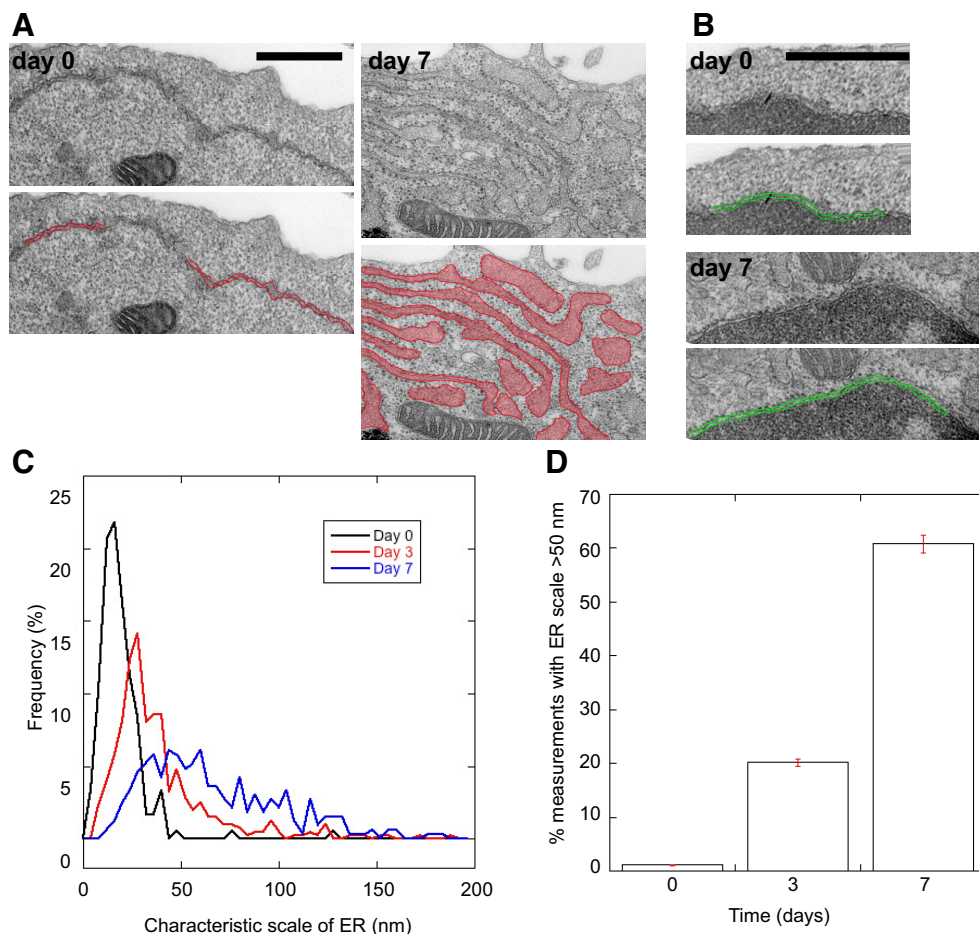 A
B
day 0
day 7
day 0
day 7
C
D
25
20
15
10
5
0
Frequency (%)
Day 0
Day 3
Day 7
0
50
100
150
200
Characteristic scale of ER (nm)
70
60
50
40
30
20
10
0
% measurements with ER scale >50 nm
0
3
7
Time (days)